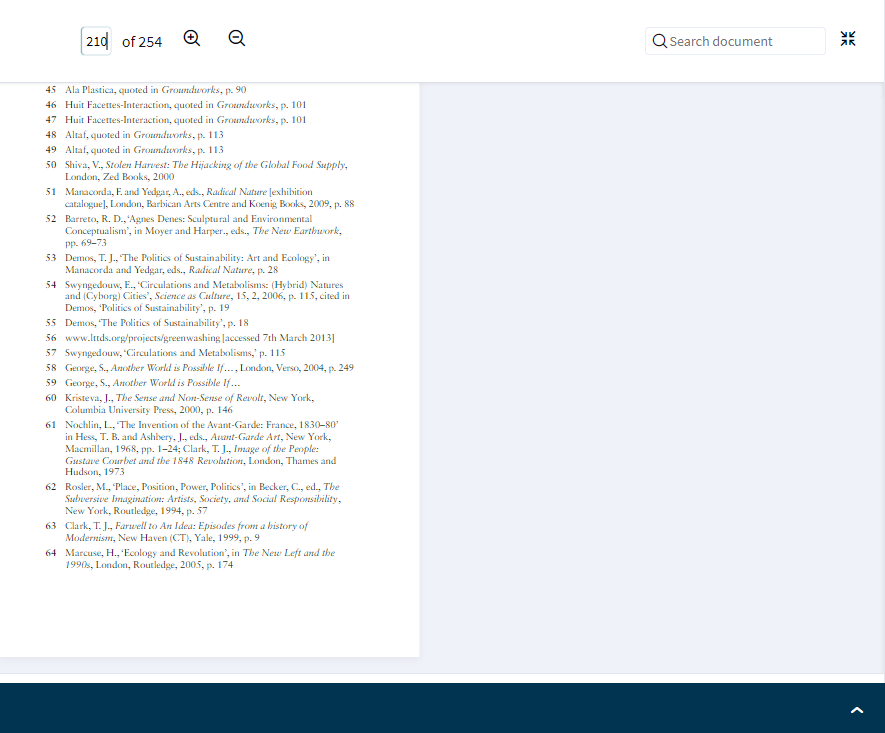 210 of 254
Search document
45 Ala Plastica, quoted in Groundworks, p. 90
46 Huit Facettes-Interaction, quoted in Groundworks, p. 101
47 Huit Facettes-Interaction, quoted in Groundworks, p. 101
48 Altaf, quoted in Groundworks, p. 113
49 Altaf, quoted in Groundworks, p. 113
50 Shiva, V., Stolen Harvest: The Hijacking of the Global Food Supply,
London, Zed Books, 2000
51 Manacorda, F. and Yedgar, A., eds., Radical Nature [exhibition
catalogue], London, Barbican Arts Centre and Koenig Books, 2009, p. 88
52 Barreto, R. D., 'Agnes Denes: Sculptural and Environmental
Conceptualism', in Moyer and Harper., eds., The New Earthwork,
pp. 69–73
53 Demos, T. J., 'The Politics of Sustainability: Art and Ecology', in
Manacorda and Yedgar, eds., Radical Nature, p. 28
54 Swyngedouw, E., 'Circulations and Metabolisms: (Hybrid) Natures
and (Cyborg) Cities', Science as Culture, 15, 2, 2006, p. 115, cited in
Demos, 'Politics of Sustainability', p. 19
55 Demos, 'The Politics of Sustainability', p. 18
56 www.lttds.org/projects/greenwashing [accessed 7th March 2013]
57 Swyngedouw, 'Circulations and Metabolisms,' p. 115
58 George, S., Another World is Possible If… , London, Verso, 2004, p. 249
59 George, S., Another World is Possible If…
60 Kristeva, J., The Sense and Non-Sense of Revolt, New York,
Columbia University Press, 2000, p. 146
61 Nochlin, L., 'The Invention of the Avant-Garde: France, 1830–80'
in Hess, T. B. and Ashbery, J., eds., Avant-Garde Art, New York,
Macmillan, 1968, pp. 1–24; Clark, T. J., Image of the People:
Gustave Courbet and the 1848 Revolution, London, Thames and
Hudson, 1973
62 Rosler, M., 'Place, Position, Power, Politics', in Becker, C., ed., The
Subversive Imagination: Artists, Society, and Social Responsibility,
New York, Routledge, 1994, p. 57
63 Clark, T. J., Farwell to An Idea: Episodes from a history of
Modernism, New Haven (CT), Yale, 1999, p. 9
64 Marcuse, H., 'Ecology and Revolution', in The New Left and the
1990s, London, Routledge, 2005, p. 174